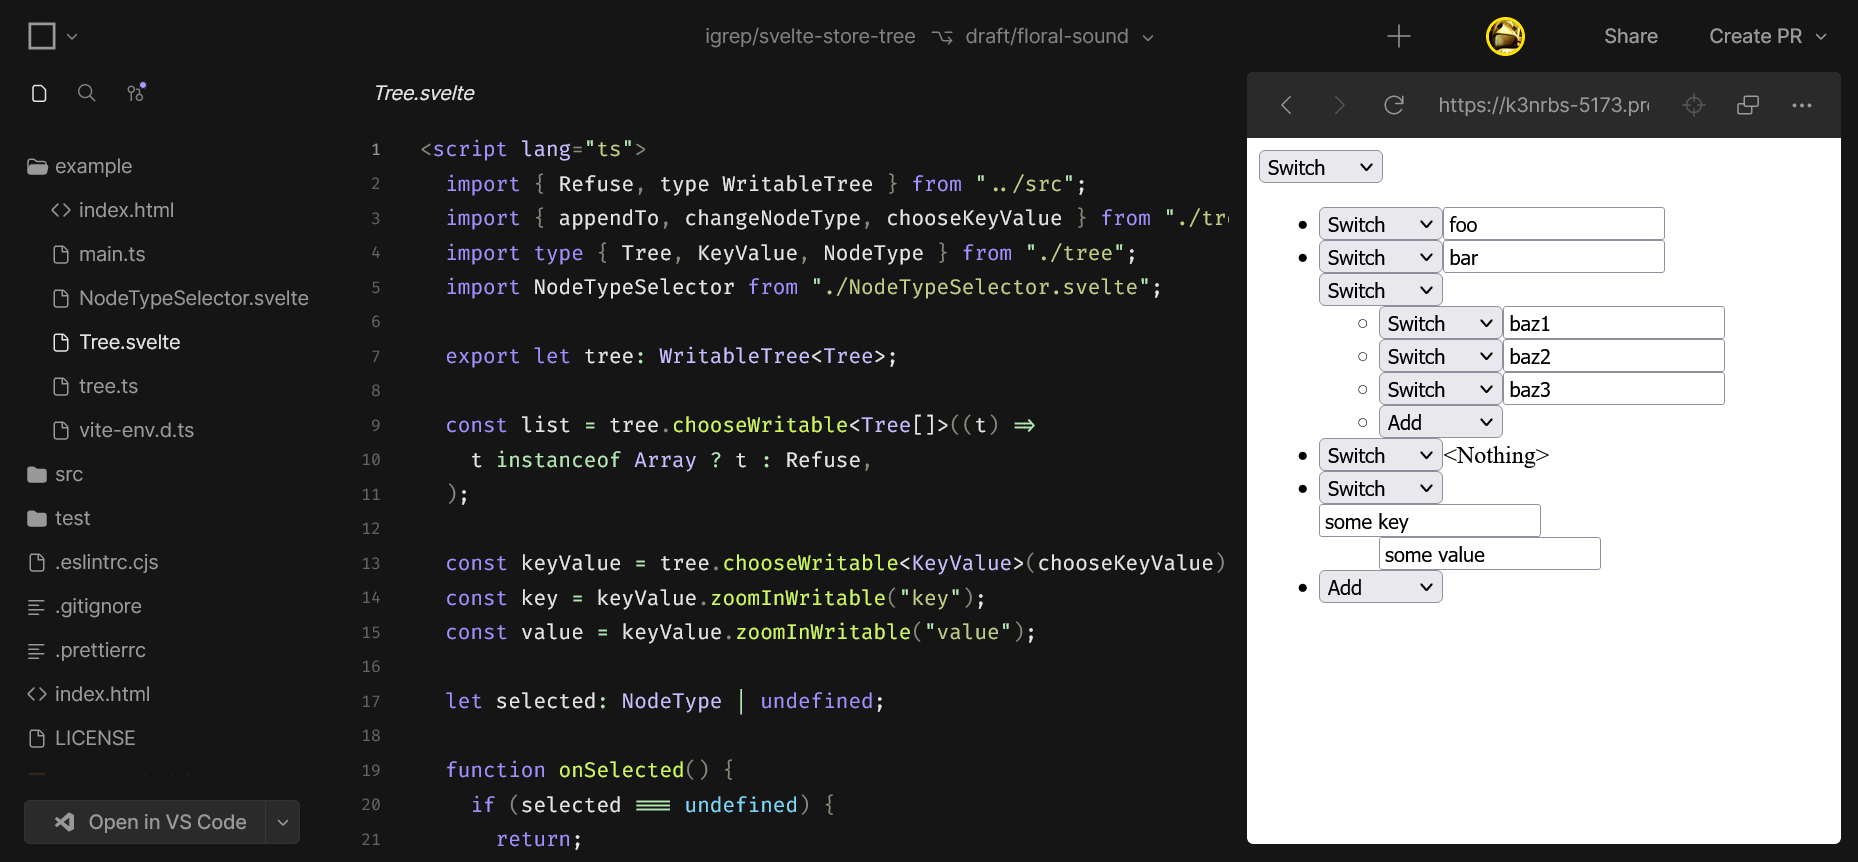 igrep/svelte-store-tree draft/floral-sound
Share
Create PR
example
index.html
main.ts
NodeTypeSelector.svelte
Tree.svelte
tree.ts
vite-env.d.ts
src
test
.eslintrc.cjs
.gitignore
.prettierrc
index.html
LICENSE
Open in VS Code
Tree.svelte
1 <script lang="ts">
2 import { Refuse, type WritableTree } from "../src";
3 import { appendTo, changeNodeType, chooseKeyValue } from "./tr
4 import type { Tree, KeyValue, NodeType } from "./tree";
5 import NodeTypeSelector from "./NodeTypeSelector.svelte";
6
7 export let tree: WritableTree<Tree>;
8
9 const list = tree.chooseWritable<Tree[]>((t) =>
10 t instanceof Array ? t : Refuse,
11 );
12
13 const keyValue = tree.chooseWritable<KeyValue>(chooseKeyValue)
14 const key = keyValue.zoomInWritable("key");
15 const value = keyValue.zoomInWritable("value");
16
17 let selected: NodeType | undefined;
18
19 function onSelected() {
20 if (selected === undefined) {
21 return;
https://k3nrbs-5173.pr
Switch
Switch foo
Switch bar
Switch
Switch baz1
Switch baz2
Switch baz3
Add
Switch <Nothing>
Switch
some key
some value
Add